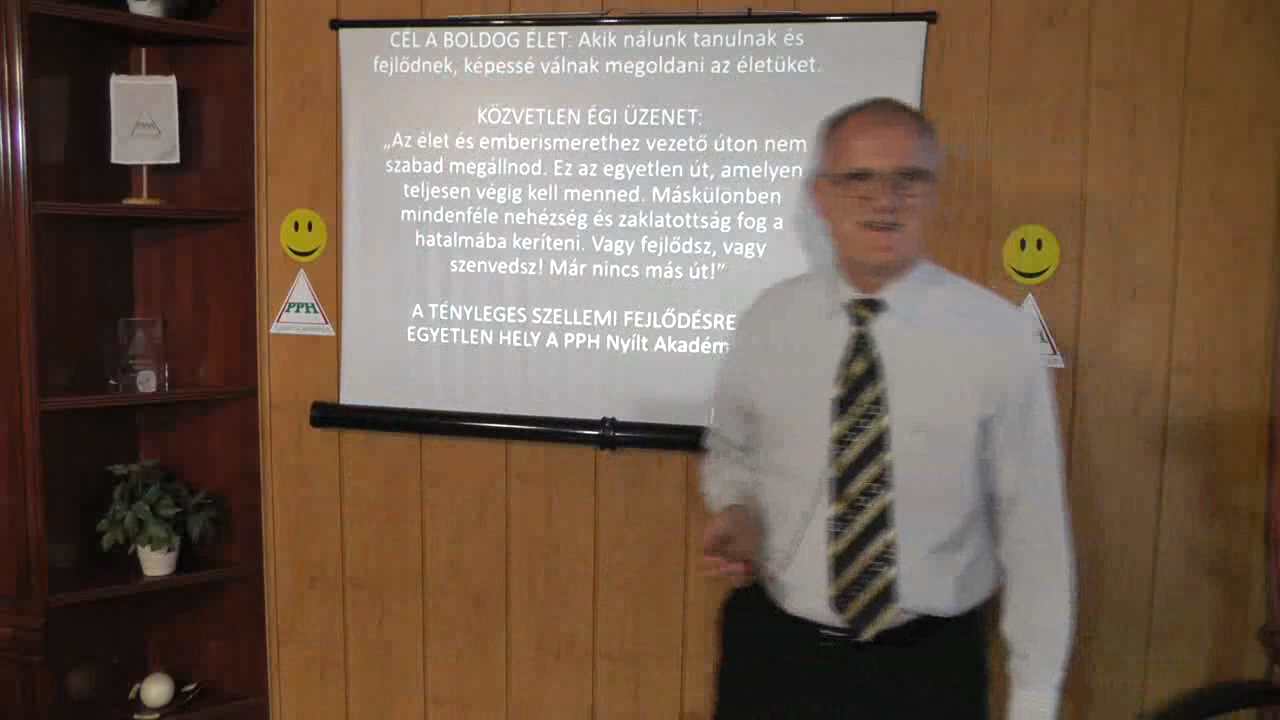 CÉL A BOLDOG ÉLET: Akik nálunk tanulnak és
fejlődnek, képessé válnak megoldani az életüket.
KÖZVETLEN ÉGI ÜZENET:
„Az élet és emberismerethez vezető úton nem
szabad megállnod. Ez az egyetlen út, amelyen
teljesen végig kell menned. Máskülönben
mindenféle nehézség és zaklatottság fog a
hatalmába keríteni. Vagy fejlődsz, vagy
szenvedsz! Már nincs más út!”
A TÉNYLEGES SZELLEMI FEJLŐDÉSRE
EGYETLEN HELY A PPH Nyílt Akadém
PPH